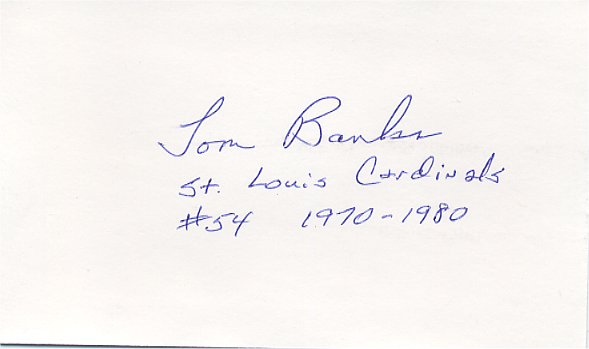 Tom Banks
St. Louis Cardinals
#54 1970-1980